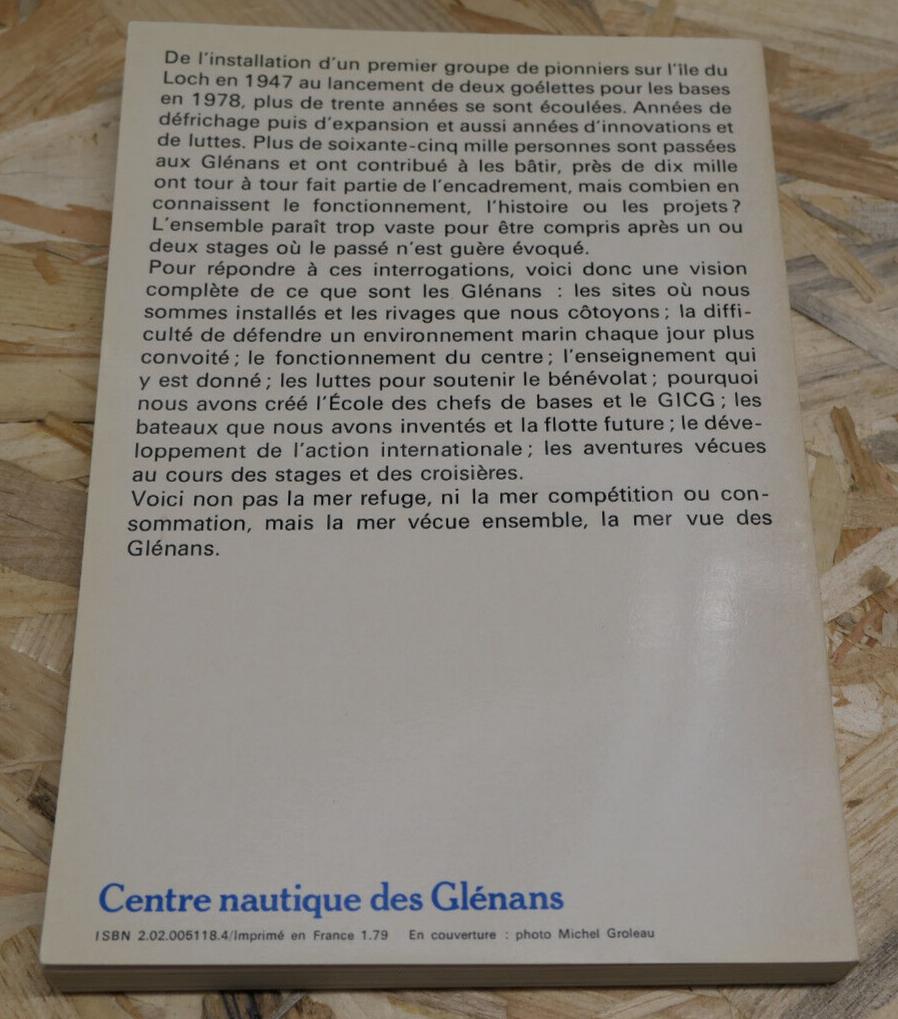 De l'installation d'un premier groupe de pionniers sur l'île du
Loch en 1947 au lancement de deux goélettes pour les bases
en 1978, plus de trente années se sont écoulées. Années de
défrichage puis d'expansion et aussi années d'innovations et
de luttes. Plus de soixante-cinq mille personnes sont passées
aux Glénans et ont contribué à les bâtir, près de dix mille
ont tour à tour fait partie de l'encadrement, mais combien en
connaissent le fonctionnement, l'histoire ou les projets ?
L'ensemble paraît trop vaste pour être compris après un ou
deux stages où le passé n'est guère évoqué.
Pour répondre à ces interrogations, voici donc une vision
complète de ce que sont les Glénans : les sites où nous
sommes installés et les rivages que nous côtoyons ; la diffi-
culté de défendre un environnement marin chaque jour plus
convoité ; le fonctionnement du centre ; l'enseignement qui
y est donné ; les luttes pour soutenir le bénévolat ; pourquoi
nous avons créé l'École des chefs de bases et le GICG ; les
bateaux que nous avons inventés et la flotte future ; le déve-
loppement de l'action internationale ; les aventures vécues
au cours des stages et des croisières.
Voici non pas la mer refuge, ni la mer compétition ou con-
sommation, mais la mer vécue ensemble, la mer vue des
Glénans.
Centre nautique des Glénans
ISBN 2.02.005118.4/Imprimé en France 1.79 En couverture : photo Michel Groleau